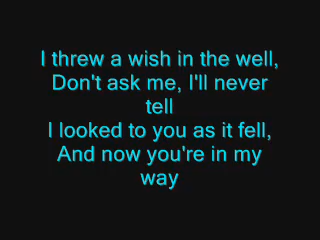 I threw a wish in the well,
Don't ask me, I'll never
tell
I looked to you as it fell,
And now you're in my
way